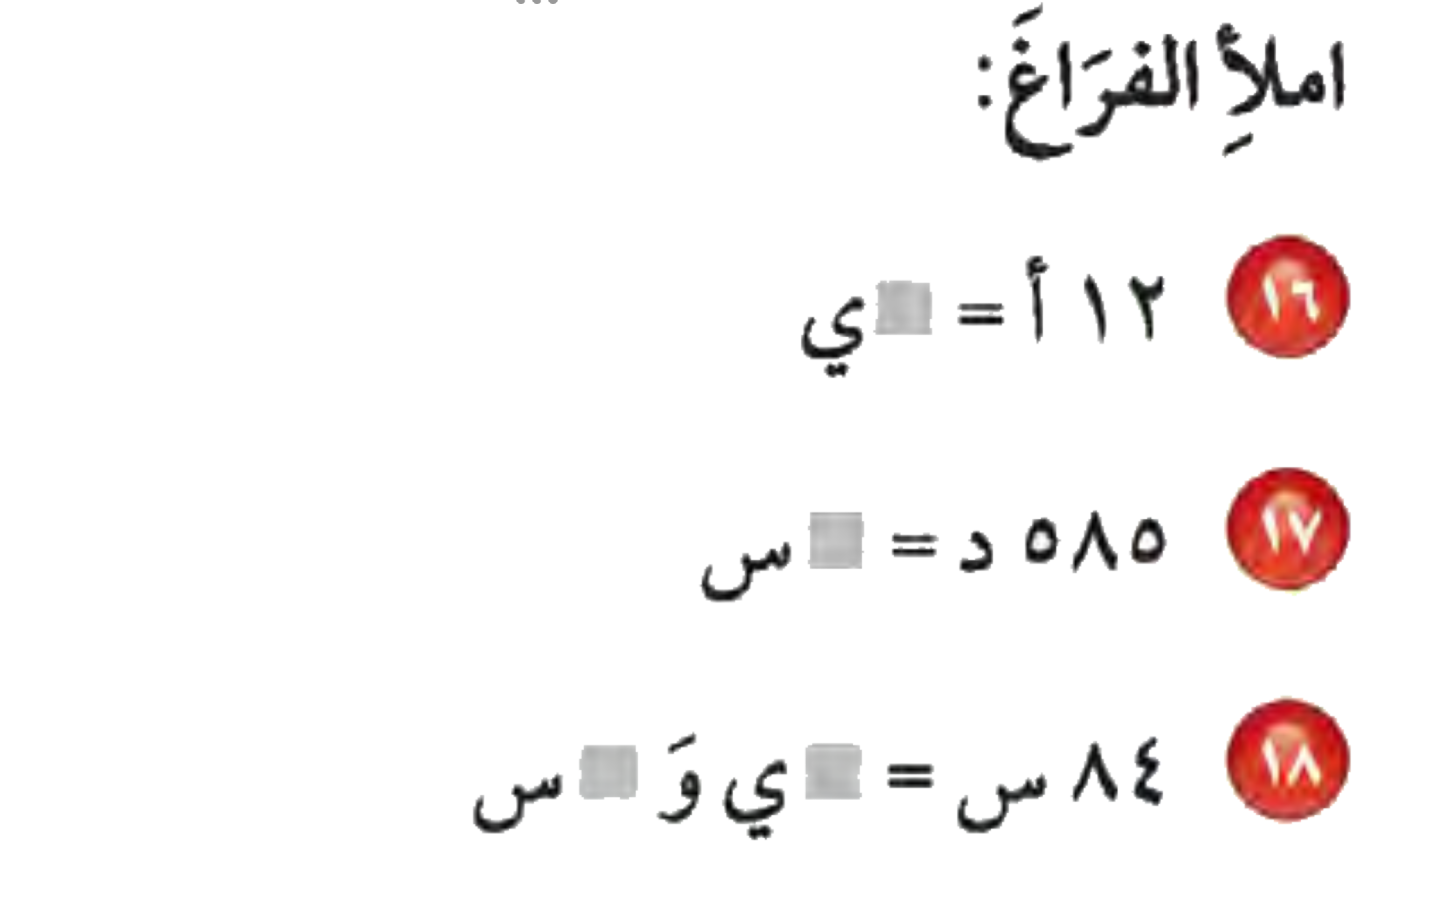 املأِ الفرَاغَ:
١٦ ١٢ أ = ي
١٧ ٥٨٥ د = س
١٨ ٨٤ س = ي وَ س